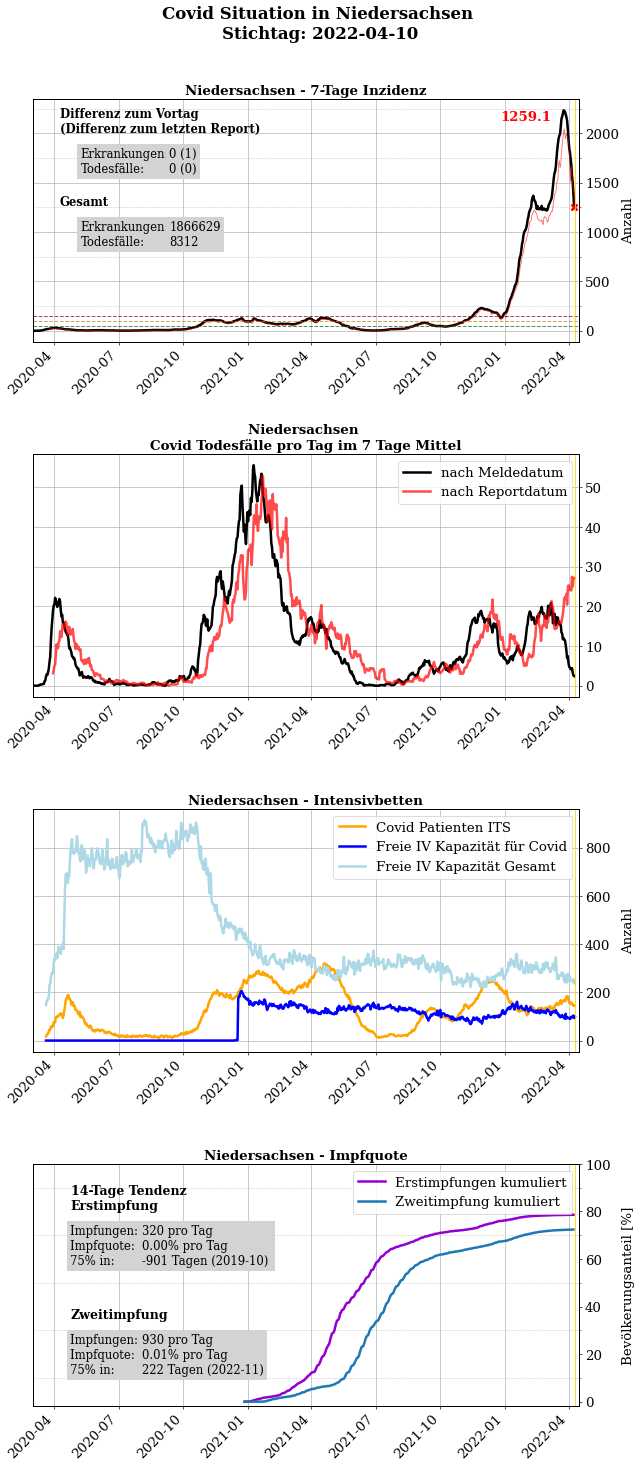 Covid Situation in Niedersachsen
Stichtag: 2022-04-10
Niedersachsen - 7-Tage Inzidenz
Differenz zum Vortag
(Differenz zum letzten Report)
Erkrankungen 0 (1)
Todesfälle: 0 (0)
Gesamt
Erkrankungen 1866629
Todesfälle: 8312
1259.1
2000
1500
1000
500
0
Anzahl
2020-04 2020-07 2020-10 2021-01 2021-04 2021-07 2021-10 2022-01 2022-04
Niedersachsen
Covid Todesfälle pro Tag im 7 Tage Mittel
nach Meldedatum
nach Reportdatum
50
40
30
20
10
0
2020-04 2020-07 2020-10 2021-01 2021-04 2021-07 2021-10 2022-01 2022-04
Niedersachsen - Intensivbetten
Covid Patienten ITS
Freie IV Kapazität für Covid
Freie IV Kapazität Gesamt
800
600
400
200
0
Anzahl
2020-04 2020-07 2020-10 2021-01 2021-04 2021-07 2021-10 2022-01 2022-04
Niedersachsen - Impfquote
14-Tage Tendenz
Erstimpfung
Impfungen: 320 pro Tag
Impfquote: 0.00% pro Tag
75% in: -901 Tagen (2019-10)
Zweitimpfung
Impfungen: 930 pro Tag
Impfquote: 0.01% pro Tag
75% in: 222 Tagen (2022-11)
Erstimpfungen kumuliert
Zweitimpfung kumuliert
100
80
60
40
20
0
Bevölkerungsanteil [%]
2020-04 2020-07 2020-10 2021-01 2021-04 2021-07 2021-10 2022-01 2022-04